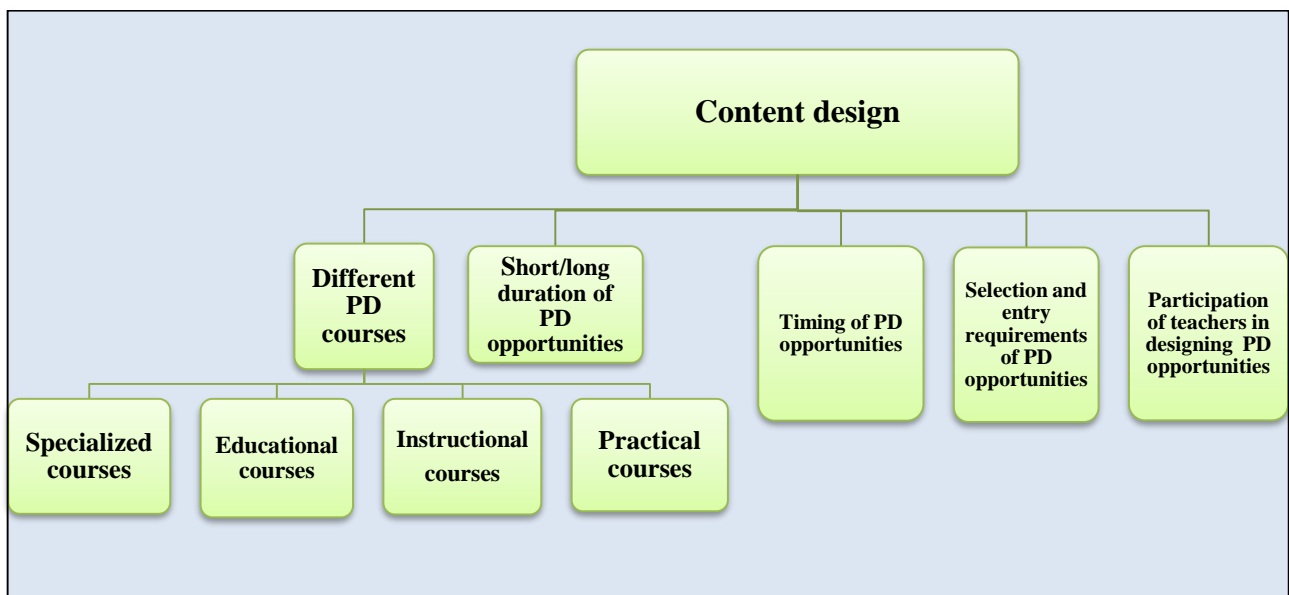 Content design
Different
PD
courses
Short/long
duration of
PD
opportunities
Timing of PD
opportunities
Selection and
entry
requirements
of PD
opportunities
Participation
of teachers in
designing PD
opportunities
Specialized
courses
Educational
courses
Instructional
courses
Practical
courses